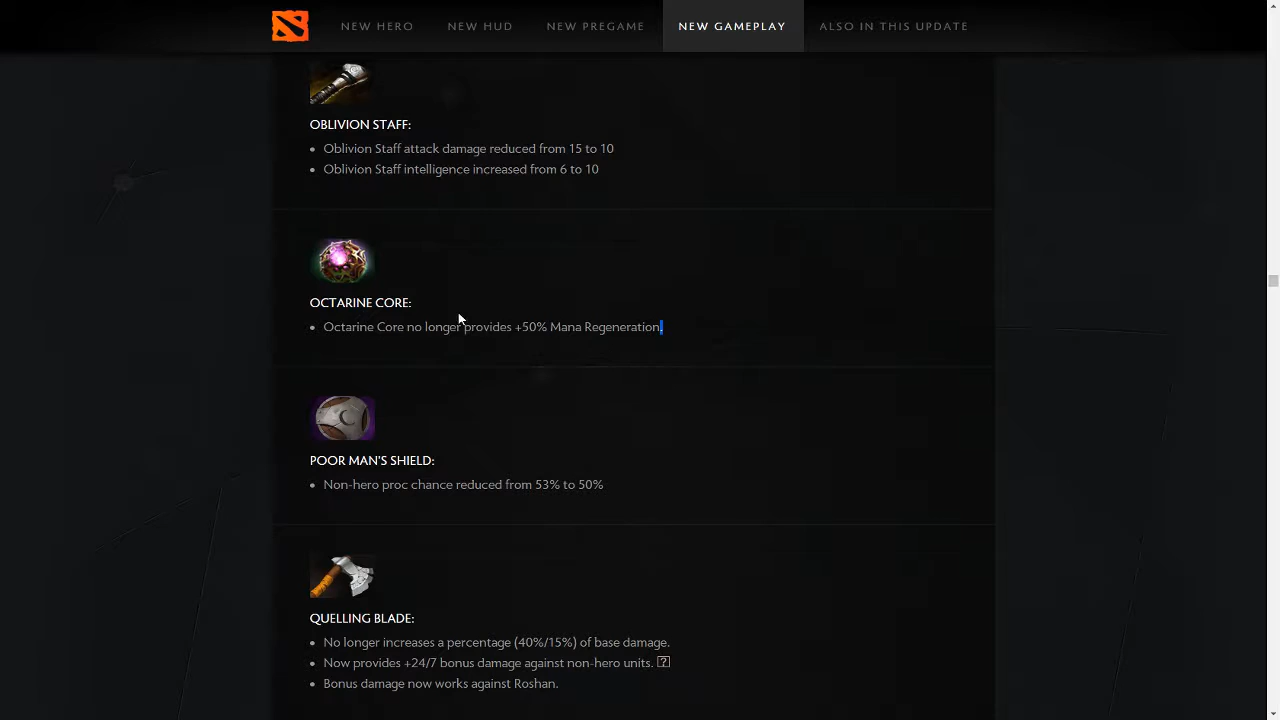 NEW HERO NEW HUD NEW PREGAME NEW GAMEPLAY ALSO IN THIS UPDATE
OBLIVION STAFF:
• Oblivion Staff attack damage reduced from 15 to 10
• Oblivion Staff intelligence increased from 6 to 10
OCTARINE CORE:
• Octarine Core no longer provides +50% Mana Regeneration.
POOR MAN'S SHIELD:
• Non-hero proc chance reduced from 53% to 50%
QUELLING BLADE:
• No longer increases a percentage (40%/15%) of base damage.
• Now provides +24/7 bonus damage against non-hero units. ?
• Bonus damage now works against Roshan.